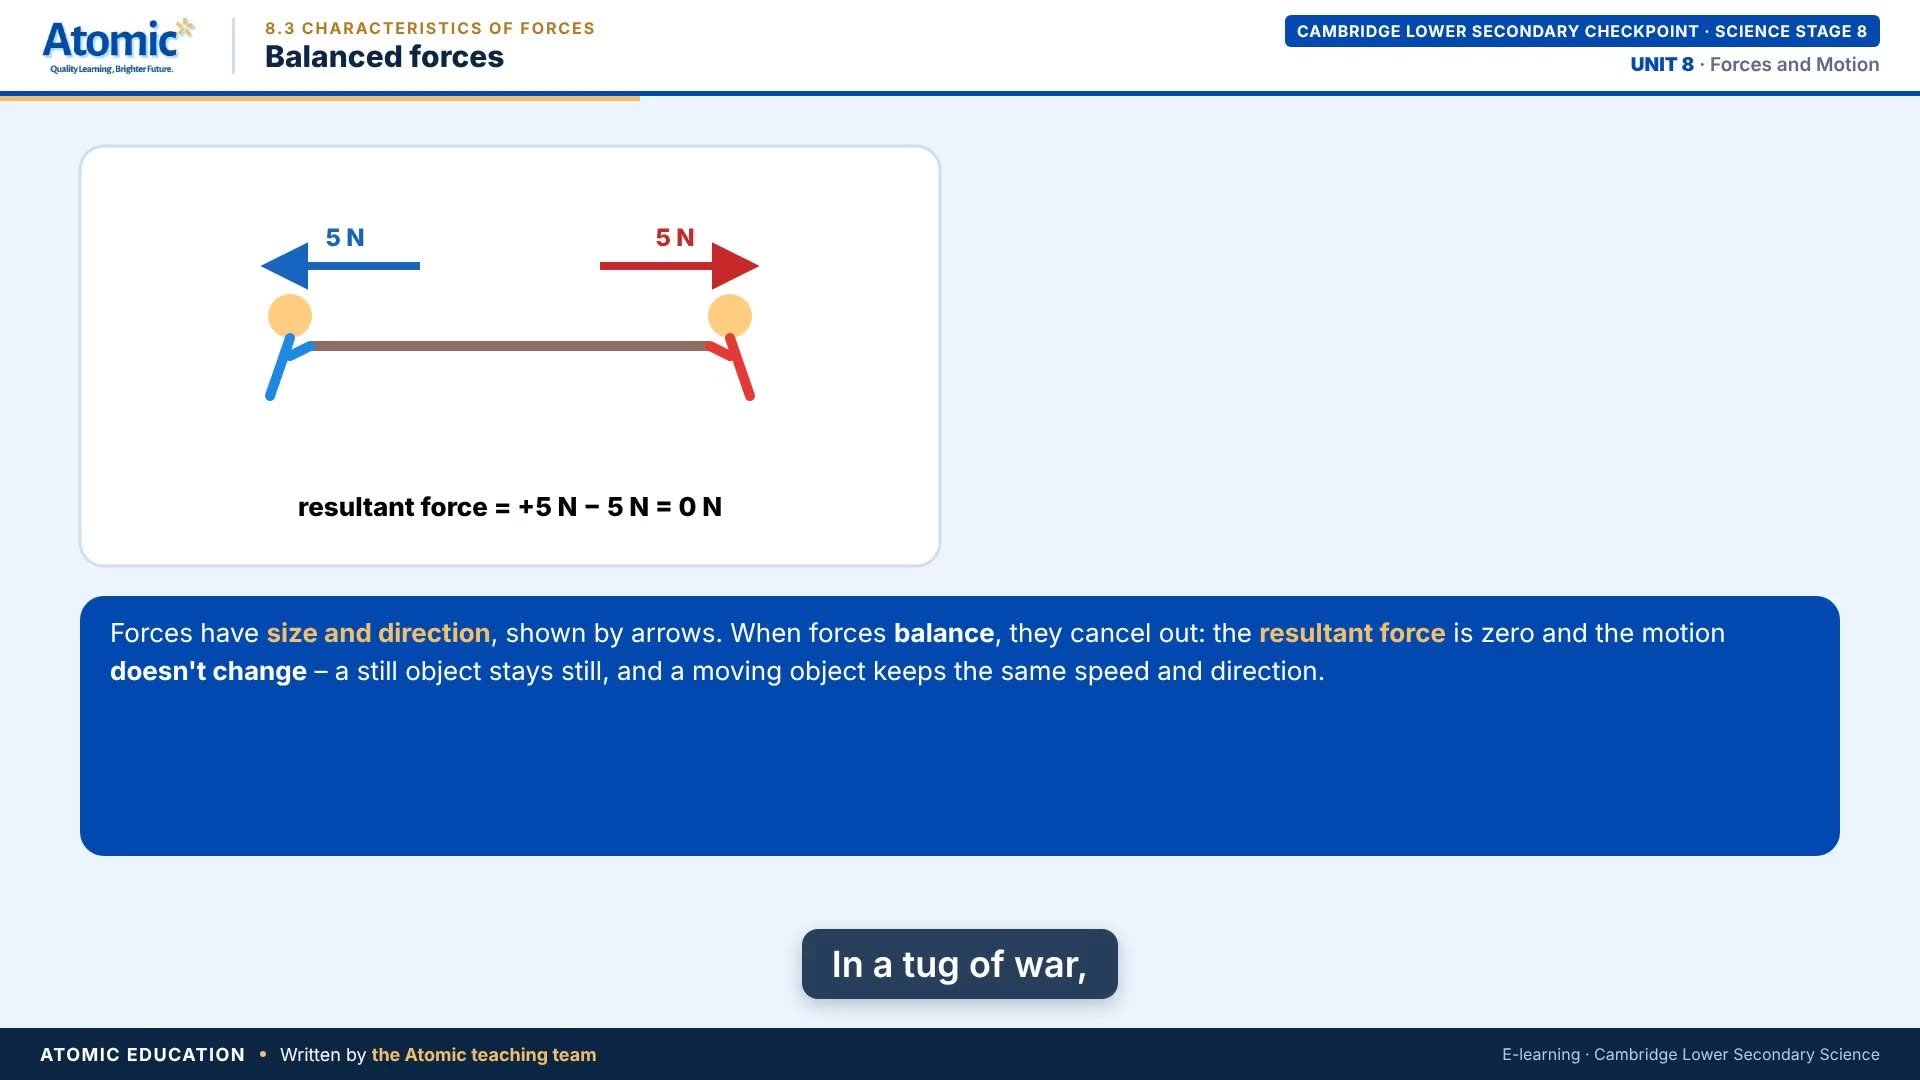 Atomic
Quality Learning, Brighter Future.
8.3 CHARACTERISTICS OF FORCES
Balanced forces
CAMBRIDGE LOWER SECONDARY CHECKPOINT · SCIENCE STAGE 8
UNIT 8 · Forces and Motion
5 N
5 N
resultant force = +5 N − 5 N = 0 N
Forces have size and direction, shown by arrows. When forces balance, they cancel out: the resultant force is zero and the motion
doesn't change – a still object stays still, and a moving object keeps the same speed and direction.
In a tug of war,
ATOMIC EDUCATION • Written by the Atomic teaching team
E-learning · Cambridge Lower Secondary Science